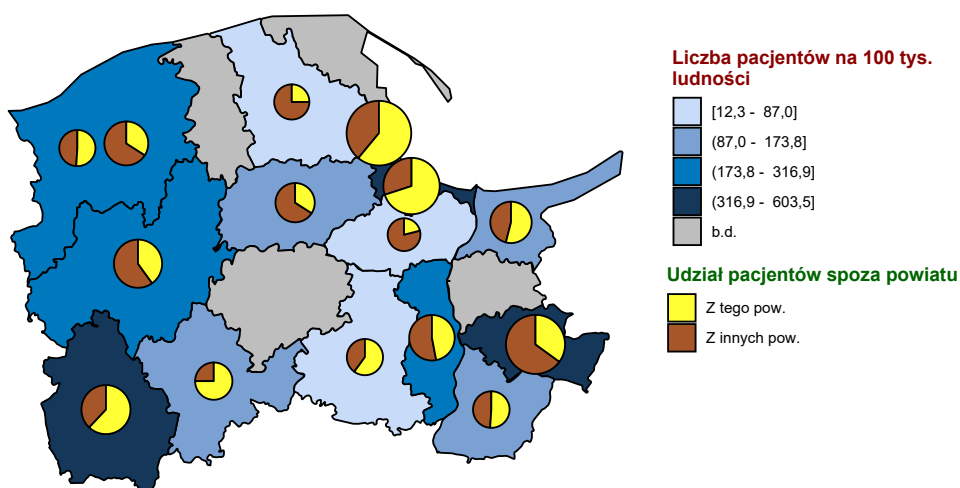 Liczba pacjentów na 100 tys.
ludności
[12,3 - 87,0]
(87,0 - 173,8]
(173,8 - 316,9]
(316,9 - 603,5]
b.d.
Udział pacjentów spoza powiatu
Z tego pow.
Z innych pow.